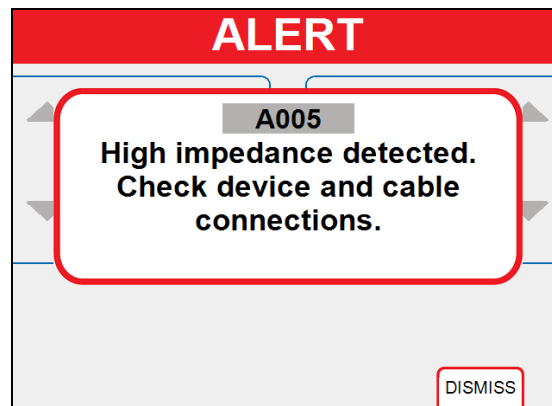 ALERT
A005
High impedance detected.
Check device and cable
connections.
DISMISS